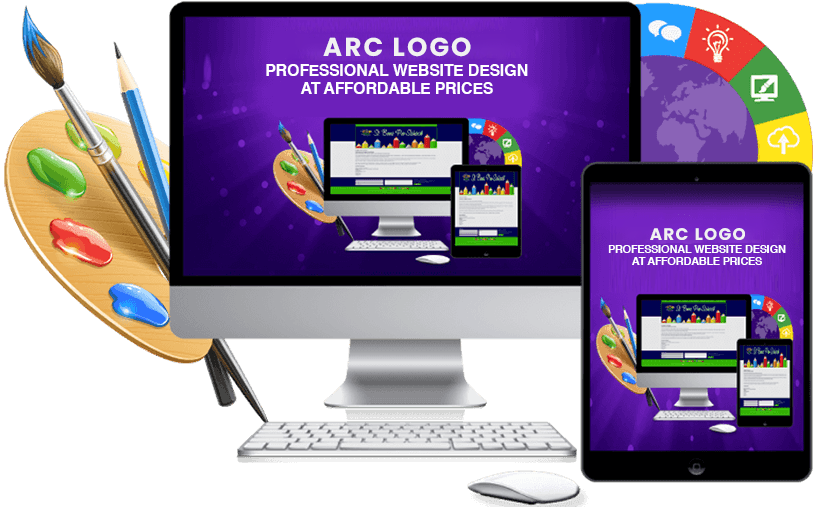 ARC LOGO
PROFESSIONAL WEBSITE DESIGN
AT AFFORDABLE PRICES
ARC LOGO
PROFESSIONAL WEBSITE DESIGN
AT AFFORDABLE PRICES